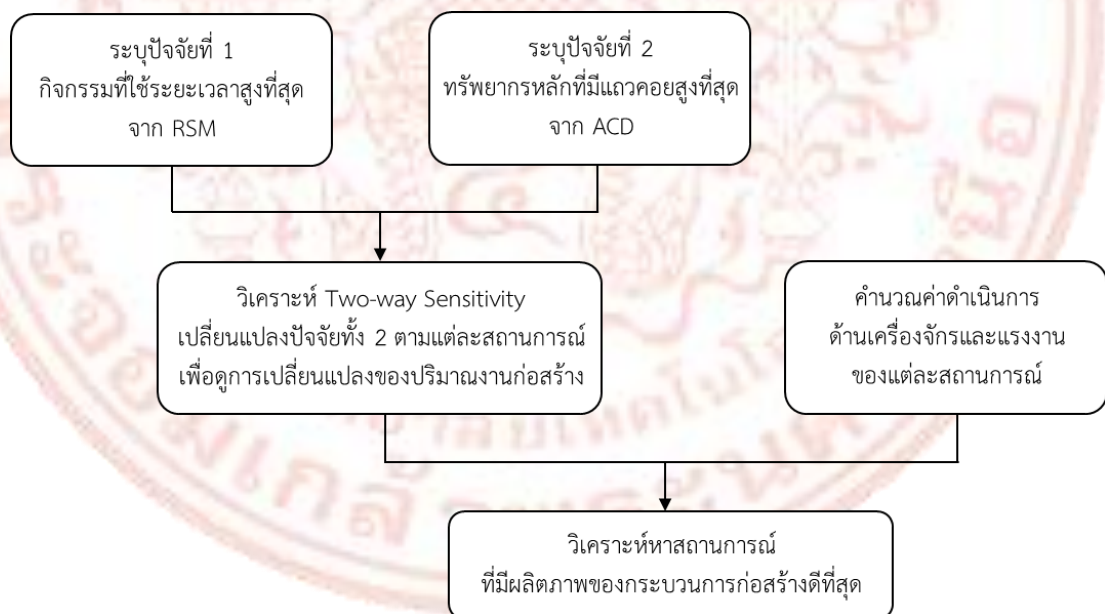 ระบุปัจจัยที่ 1
กิจกรรมที่ใช้ระยะเวลาสูงที่สุด
จาก RSM
ระบุปัจจัยที่ 2
ทรัพยากรหลักที่มีแถวคอยสูงที่สุด
จาก ACD
วิเคราะห์ Two-way Sensitivity
เปลี่ยนแปลงปัจจัยทั้ง 2 ตามแต่ละสถานการณ์
เพื่อดูการเปลี่ยนแปลงของปริมาณงานก่อสร้าง
คำนวณค่าดำเนินการ
ด้านเครื่องจักรและแรงงาน
ของแต่ละสถานการณ์
วิเคราะห์หาสถานการณ์
ที่มีผลิตภาพของกระบวนการก่อสร้างดีที่สุด